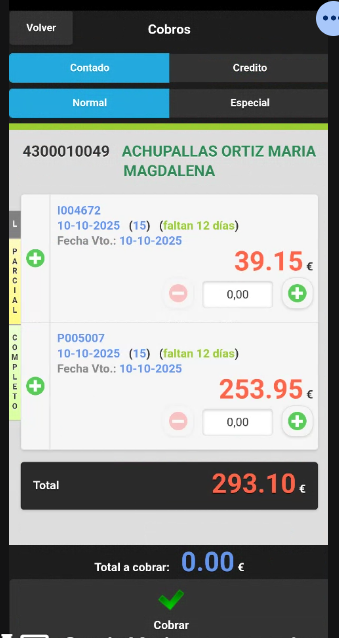 Volver
Cobros
Contado
Credito
Normal
Especial
4300010049 ACHUPALLAS ORTIZ MARIA
MAGDALENA
L
PARCIAL
COMPLETO
I004672
10-10-2025 (15) (faltan 12 días)
Fecha Vto.: 10-10-2025
39.15 €
0,00
P005007
10-10-2025 (15) (faltan 12 días)
Fecha Vto.: 10-10-2025
253.95 €
0,00
Total 293.10 €
Total a cobrar: 0.00 €
Cobrar